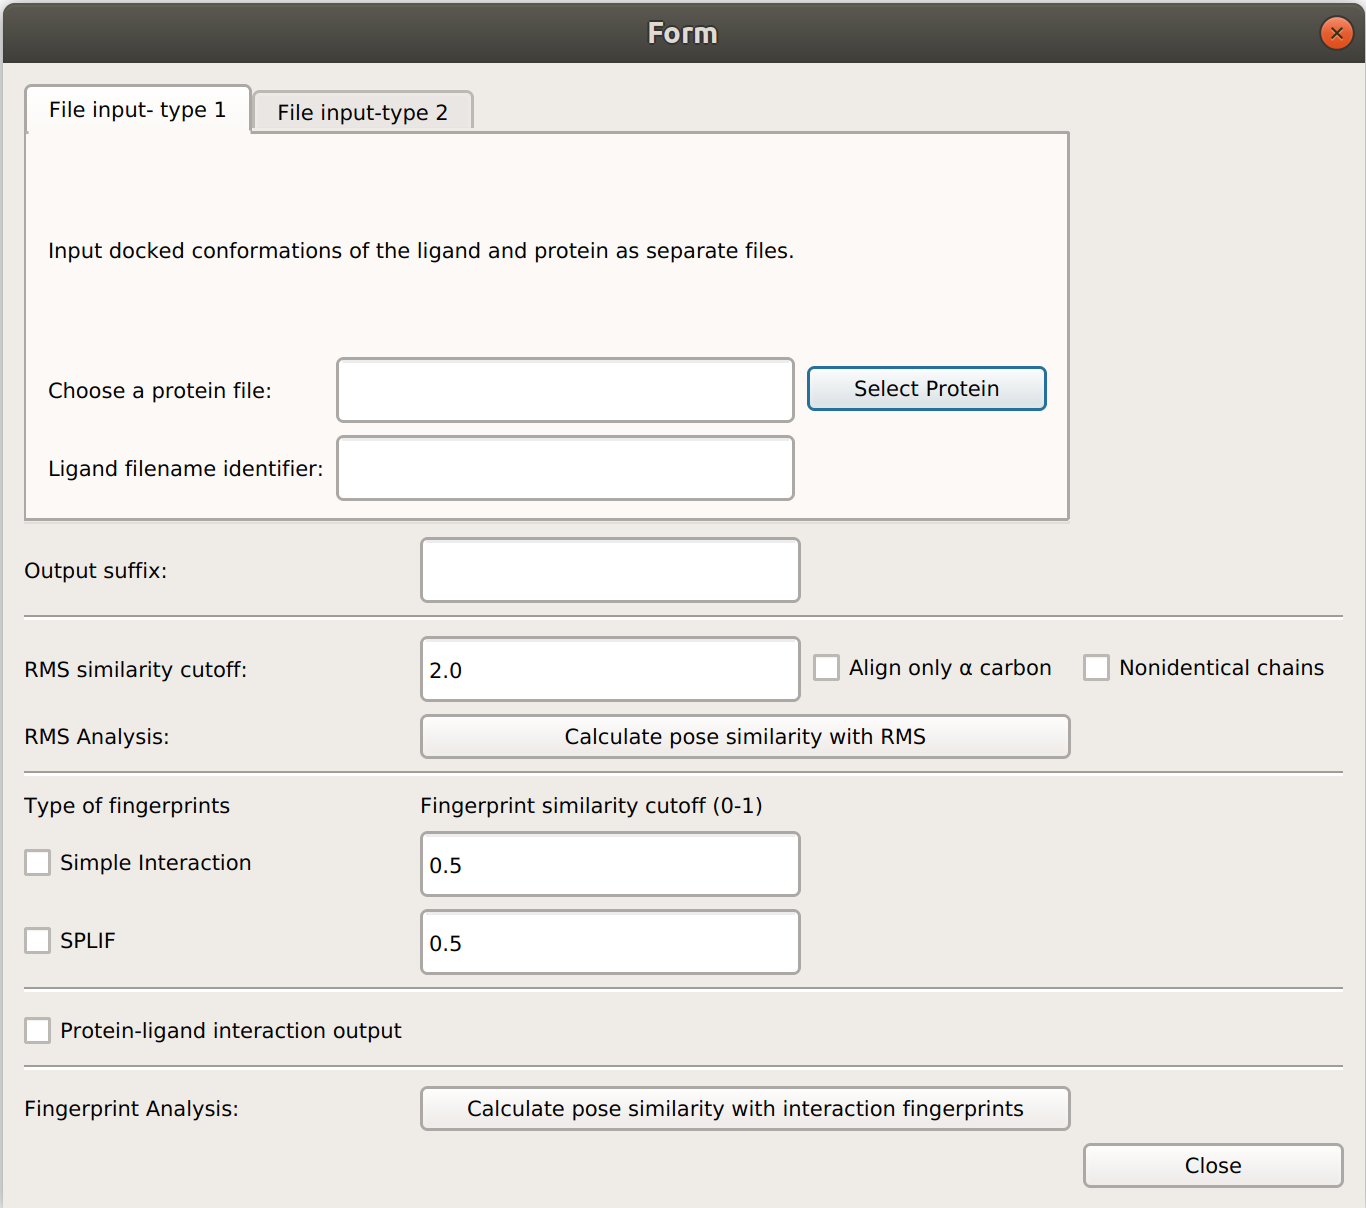 Form
File input- type 1
File input-type 2
Input docked conformations of the ligand and protein as separate files.
Choose a protein file:
Select Protein
Ligand filename identifier:
Output suffix:
RMS similarity cutoff:
2.0
Align only α carbon
Nonidentical chains
RMS Analysis:
Calculate pose similarity with RMS
Type of fingerprints
Fingerprint similarity cutoff (0-1)
Simple Interaction
0.5
SPLIF
0.5
Protein-ligand interaction output
Fingerprint Analysis:
Calculate pose similarity with interaction fingerprints
Close